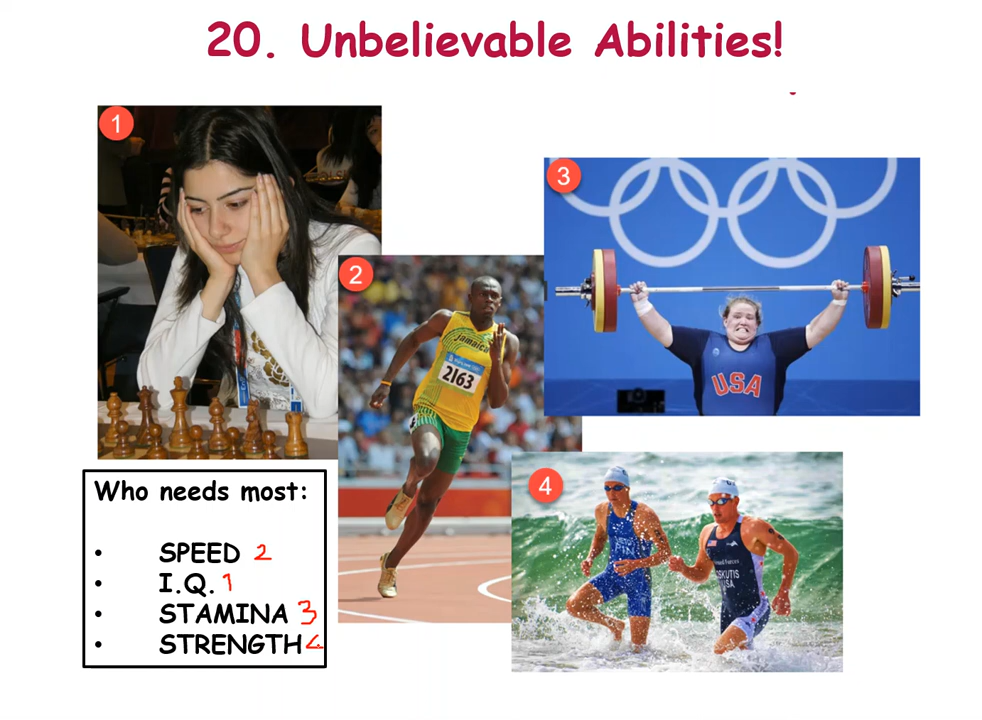 20. Unbelievable Abilities!
1
3
2
jamaica
2163
USA
4
USA
Who needs most:
• SPEED 2
• I.Q. 1
• STAMINA 3
• STRENGTH 4